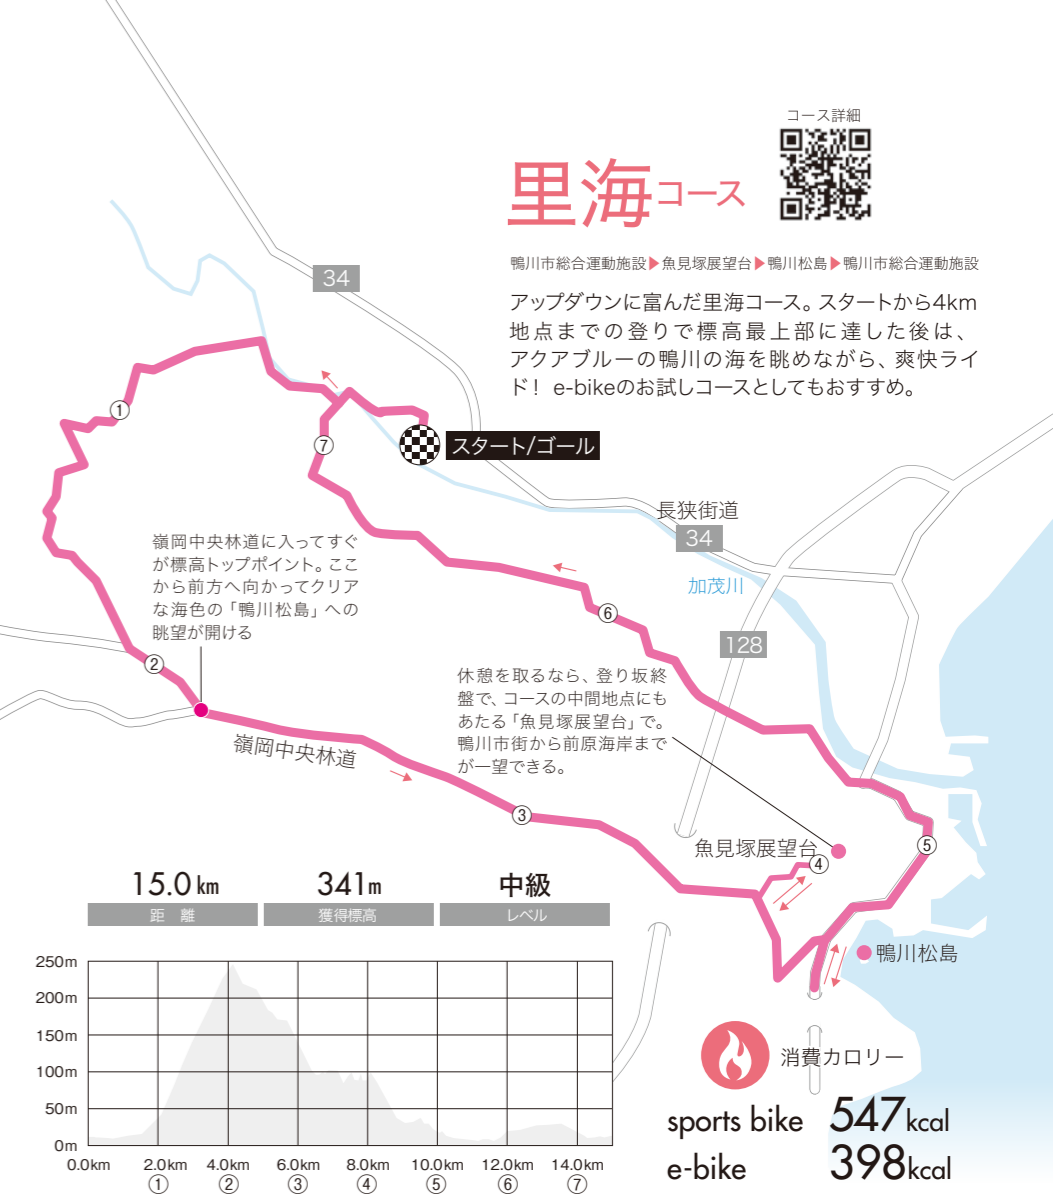 コース詳細
里海コース
鴨川市総合運動施設▶魚見塚展望台▶鴨川松島▶鴨川市総合運動施設
アップダウンに富んだ里海コース。スタートから4km
地点までの登りで標高最上部に達した後は、
アクアブルーの鴨川の海を眺めながら、爽快ライ
ド！ e-bikeのお試しコースとしてもおすすめ。
34
①
⑦
スタート/ゴール
長狭街道
34
加茂川
128
嶺岡中央林道に入ってすぐ
が標高トップポイント。ここ
から前方へ向かってクリア
な海色の「鴨川松島」への
眺望が開ける
②
⑥
休憩を取るなら、登り坂終
盤で、コースの中間地点にも
あたる「魚見塚展望台」で。
鴨川市街から前原海岸まで
が一望できる。
嶺岡中央林道
③
魚見塚展望台
④
⑤
鴨川松島
15.0km 341m 中級
距 離 獲得標高 レベル
250m
200m
150m
100m
50m
0m
0.0km 2.0km 4.0km 6.0km 8.0km 10.0km 12.0km 14.0km
① ② ③ ④ ⑤ ⑥ ⑦
消費カロリー
sports bike 547kcal
e-bike 398kcal